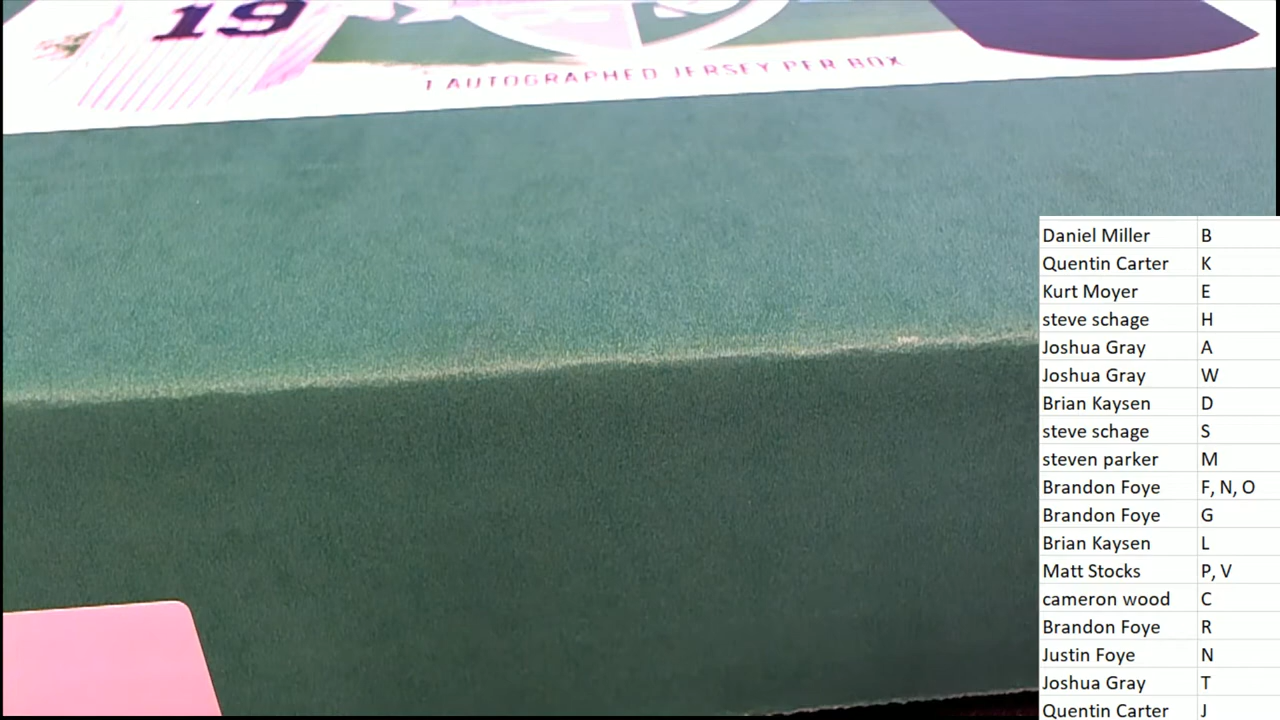 19
1 AUTOGRAPHED JERSEY PER BOX
Daniel Miller B
Quentin Carter K
Kurt Moyer E
steve schage H
Joshua Gray A
Joshua Gray W
Brian Kaysen D
steve schage S
steven parker M
Brandon Foye F, N, O
Brandon Foye G
Brian Kaysen L
Matt Stocks P, V
cameron wood C
Brandon Foye R
Justin Foye N
Joshua Gray T
Quentin Carter J